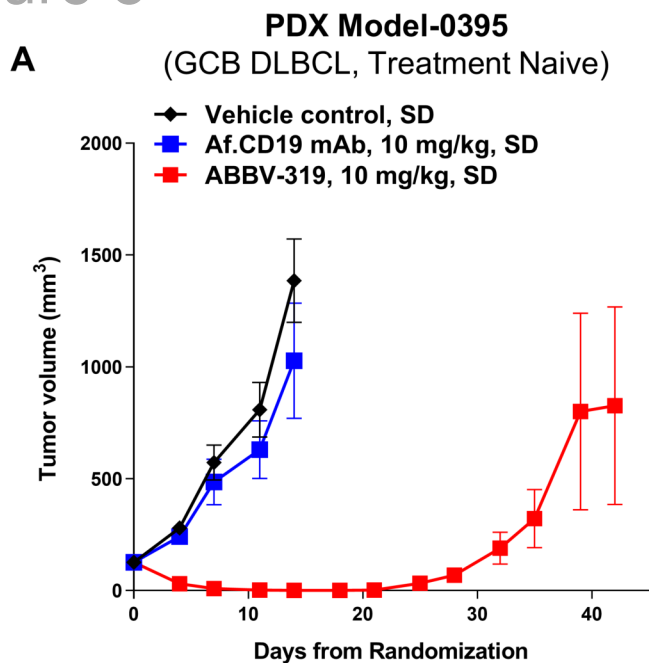 PDX Model-0395
A
(GCB DLBCL, Treatment Naive)
Vehicle control, SD
Af.CD19 mAb, 10 mg/kg, SD
ABBV-319, 10 mg/kg, SD
Tumor volume (mm³)
2000
1500
1000
500
0
0 10 20 30 40
Days from Randomization